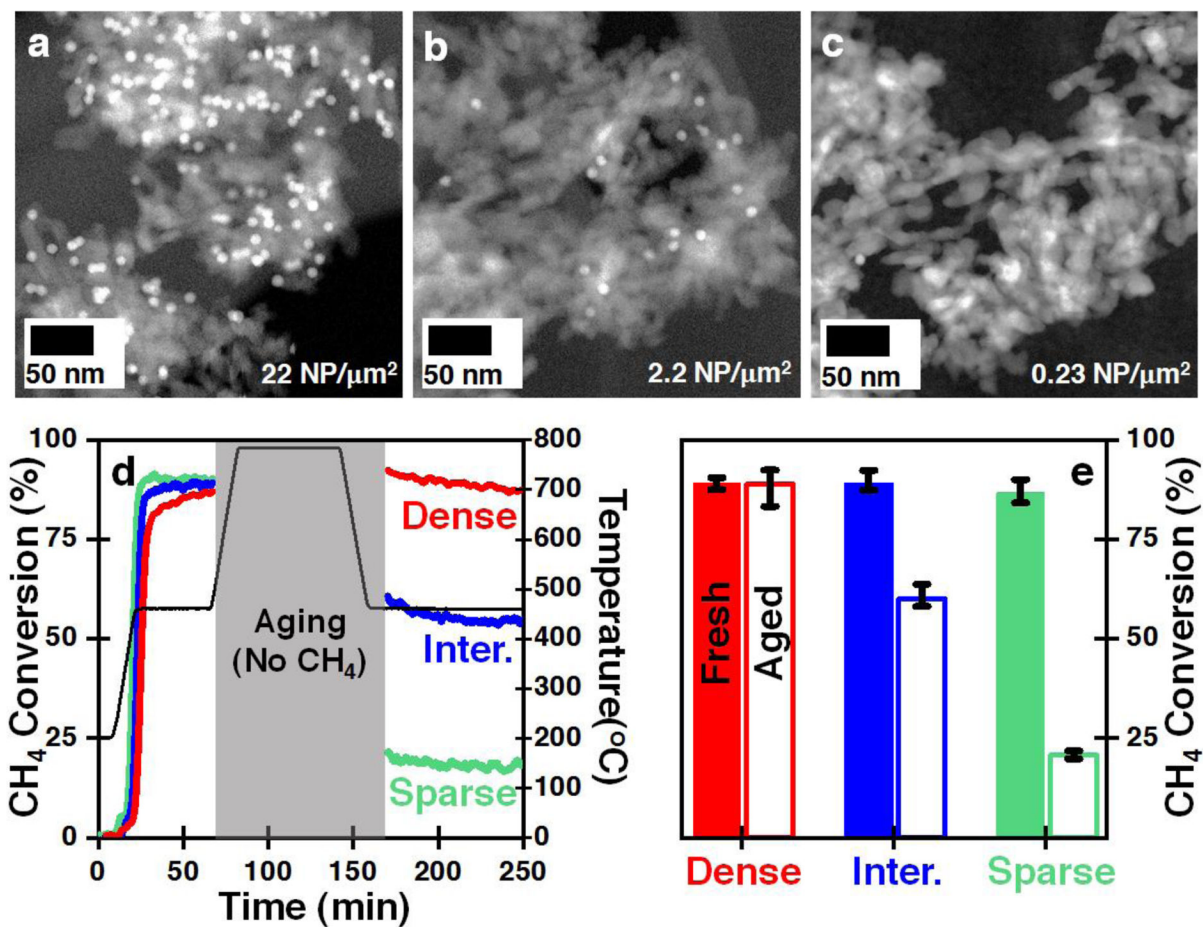 a
50 nm
22 NP/μm²
b
50 nm
2.2 NP/μm²
c
50 nm
0.23 NP/μm²
d
CH₄ Conversion (%)
100
75
50
25
0
Aging
(No CH₄)
Dense
Inter.
Sparse
800
700
600
500
400
300
200
100
0
Temperature(°C)
0
50
100
150
200
250
Time (min)
e
Fresh
Aged
100
75
50
25
CH₄ Conversion (%)
Dense
Inter.
Sparse